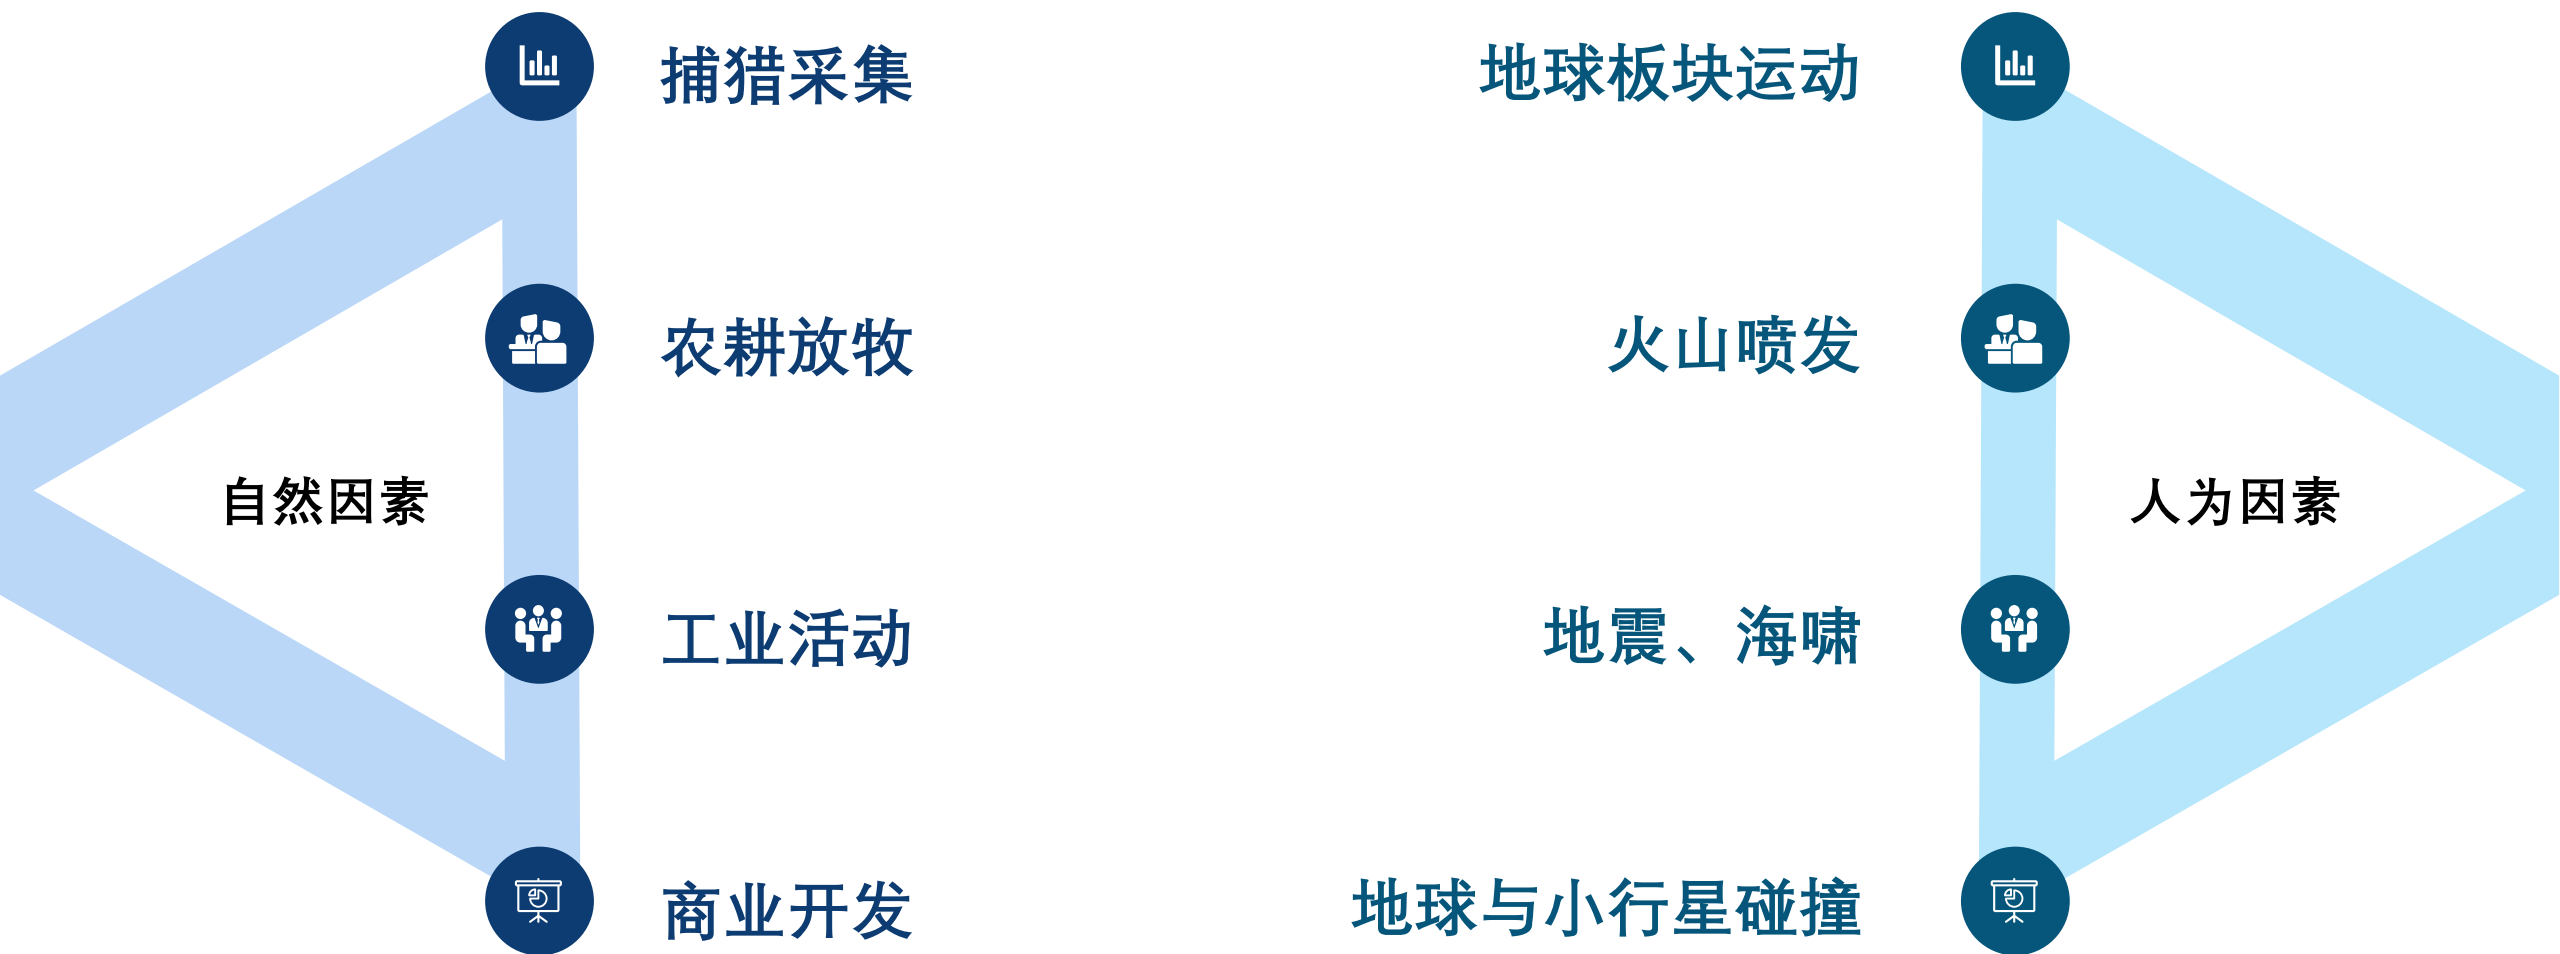 捕猎采集
地球板块运动
农耕放牧
火山喷发
自然因素
人为因素
工业活动
地震、海啸
商业开发
地球与小行星碰撞